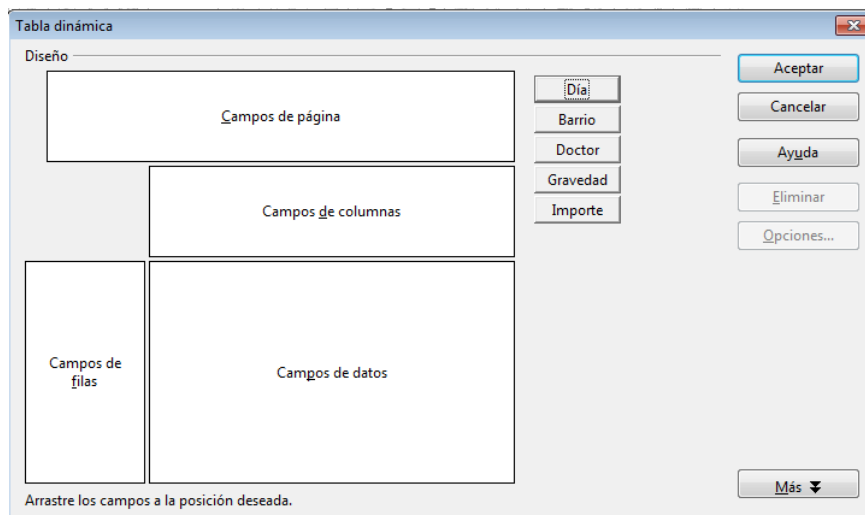 Tabla dinámica
Diseño
Campos de página
Campos de columnas
Campos de
filas
Campos de datos
Día
Barrio
Doctor
Gravedad
Importe
Aceptar
Cancelar
Ayuda
Eliminar
Opciones...
Más
Arrastre los campos a la posición deseada.